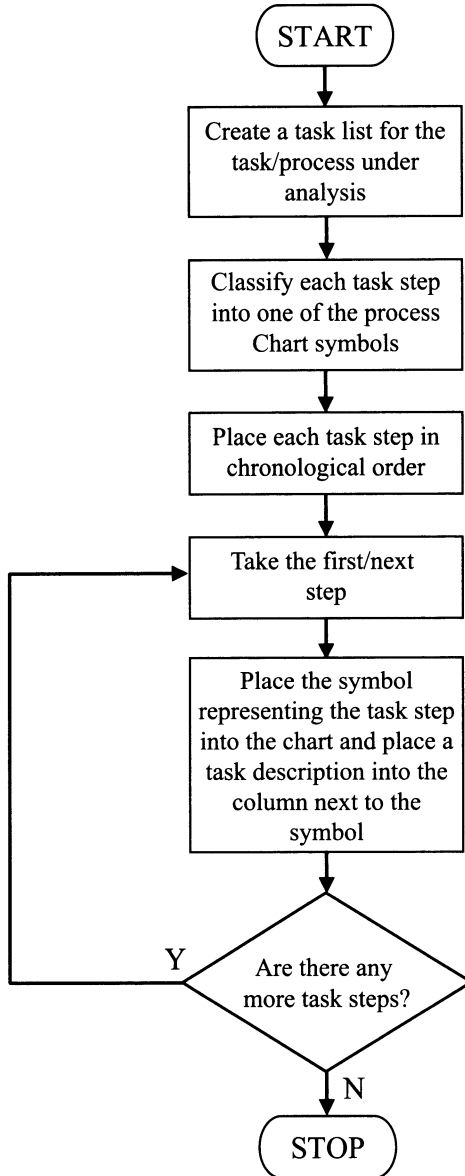 START
Create a task list for the
task/process under
analysis
Classify each task step
into one of the process
Chart symbols
Place each task step in
chronological order
Take the first/next
step
Place the symbol
representing the task step
into the chart and place a
task description into the
column next to the
symbol
Y
Are there any
more task steps?
N
STOP